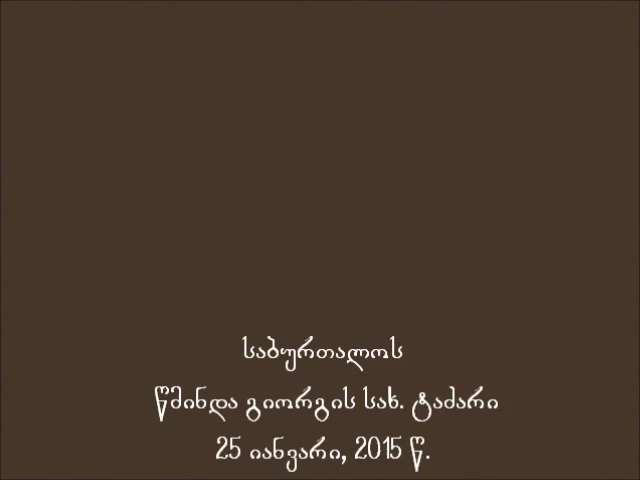 საბურთალოს
წმინდა გიორგის სახ. ტაძარი
25 იანვარი, 2015 წ.